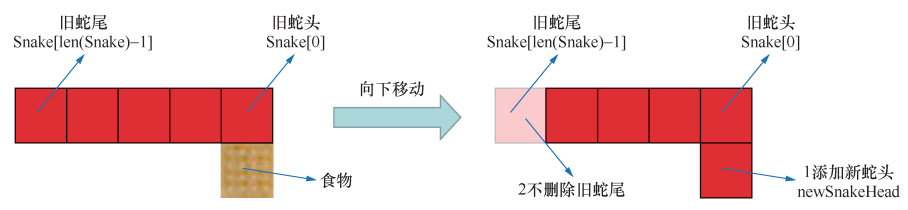 旧蛇尾
Snake[len(Snake)−1]
旧蛇头
Snake[0]
食物
向下移动
旧蛇尾
Snake[len(Snake)−1]
旧蛇头
Snake[0]
2不删除旧蛇尾
1添加新蛇头
newSnakeHead